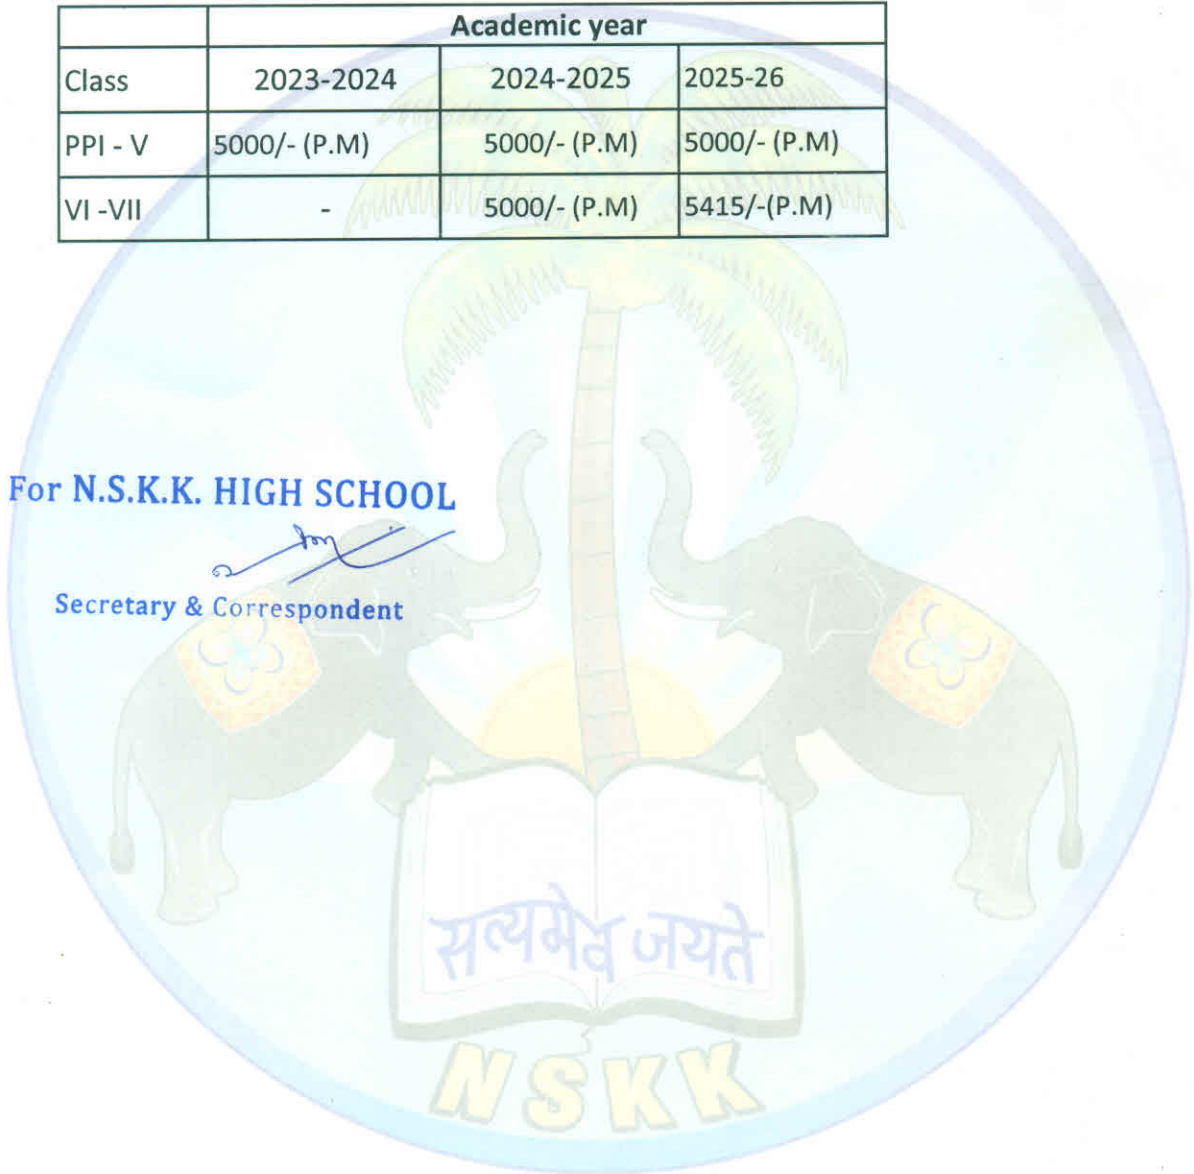 Academic year
Class 2023-2024 2024-2025 2025-26
PPI - V 5000/- (P.M) 5000/- (P.M) 5000/- (P.M)
VI -VII - 5000/- (P.M) 5415/-(P.M)
For N.S.K.K. HIGH SCHOOL
Secretary & Correspondent
सत्यमेव जयते
NSKK